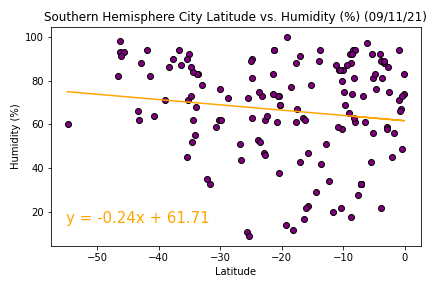 Southern Hemisphere City Latitude vs. Humidity (%) (09/11/21)
100
80
60
40
20
Humidity (%)
y = -0.24x + 61.71
−50
−40
−30
−20
−10
0
Latitude